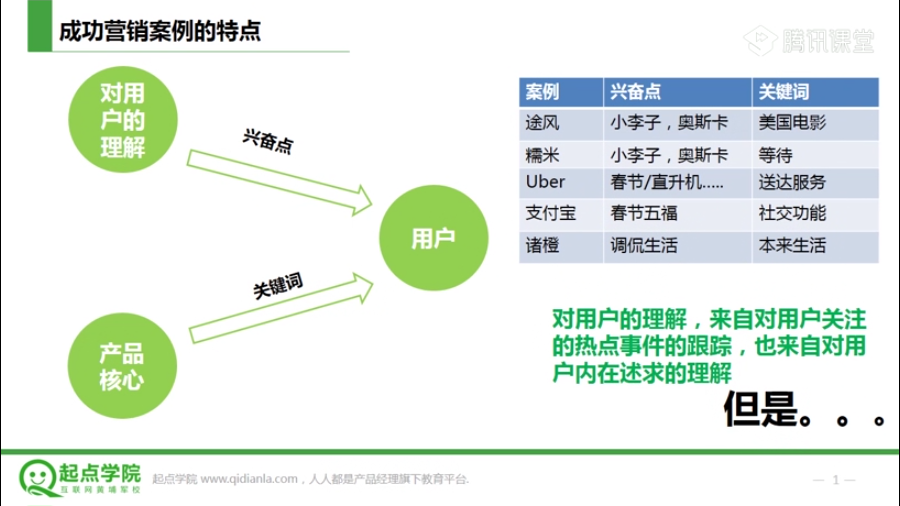 成功营销案例的特点
腾讯课堂
对用
户的
理解
兴奋点
用户
关键词
产品
核心
案例 兴奋点 关键词
途风 小李子，奥斯卡 美国电影
糯米 小李子，奥斯卡 等待
Uber 春节/直升机..... 送达服务
支付宝 春节五福 社交功能
诸橙 调侃生活 本来生活
对用户的理解，来自对用户关注
的热点事件的跟踪，也来自对用
户内在述求的理解
但是。。。
起点学院
互联网黄埔军校
起点学院 www.qidianla.com，人人都是产品经理旗下教育平台.
— 1 —